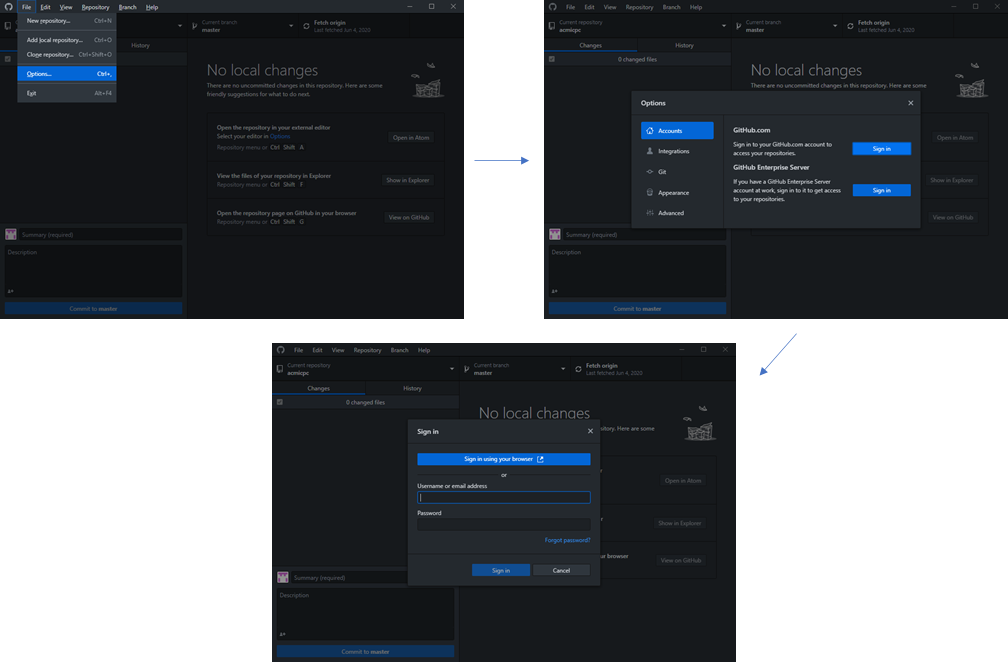 File Edit View Repository Branch Help
New repository... Ctrl+N
Add local repository... Ctrl+O
Clone repository... Ctrl+Shift+O
Options... Ctrl+,
Exit Alt+F4
Current branch
master
Fetch origin
Last fetched Jun 4, 2020
History
No local changes
There are no uncommitted changes in this repository. Here are some
friendly suggestions for what to do next.
Open the repository in your external editor
Select your editor in Options
Repository menu or Ctrl Shift A
Open in Atom
View the files of your repository in Explorer
Repository menu or Ctrl Shift F
Show in Explorer
Open the repository page on GitHub in your browser
Repository menu or Ctrl Shift G
View on GitHub
Summary (required)
Description
Commit to master
File Edit View Repository Branch Help
Current repository
acmicpc
Current branch
master
Fetch origin
Last fetched Jun 4, 2020
Changes History
0 changed files
No local changes
There are no uncommitted changes in this repository. Here are some
Options
Accounts
Integrations
Git
Appearance
Advanced
GitHub.com
Sign in to your GitHub.com account to
access your repositories.
Sign in
GitHub Enterprise Server
If you have a GitHub Enterprise Server
account at work, sign in to it to get access
to your repositories.
Sign in
Open in Atom
Show in Explorer
View on GitHub
Summary (required)
Description
Commit to master
File Edit View Repository Branch Help
Current repository
acmicpc
Current branch
master
Fetch origin
Last fetched Jun 4, 2020
Changes History
0 changed files
No local changes
sitory. Here are some
Sign in
Sign in using your browser
or
Username or email address
Password
Forgot password?
Sign in Cancel
Open in Atom
r
Show in Explorer
ur browser
View on GitHub
Summary (required)
Description
Commit to master